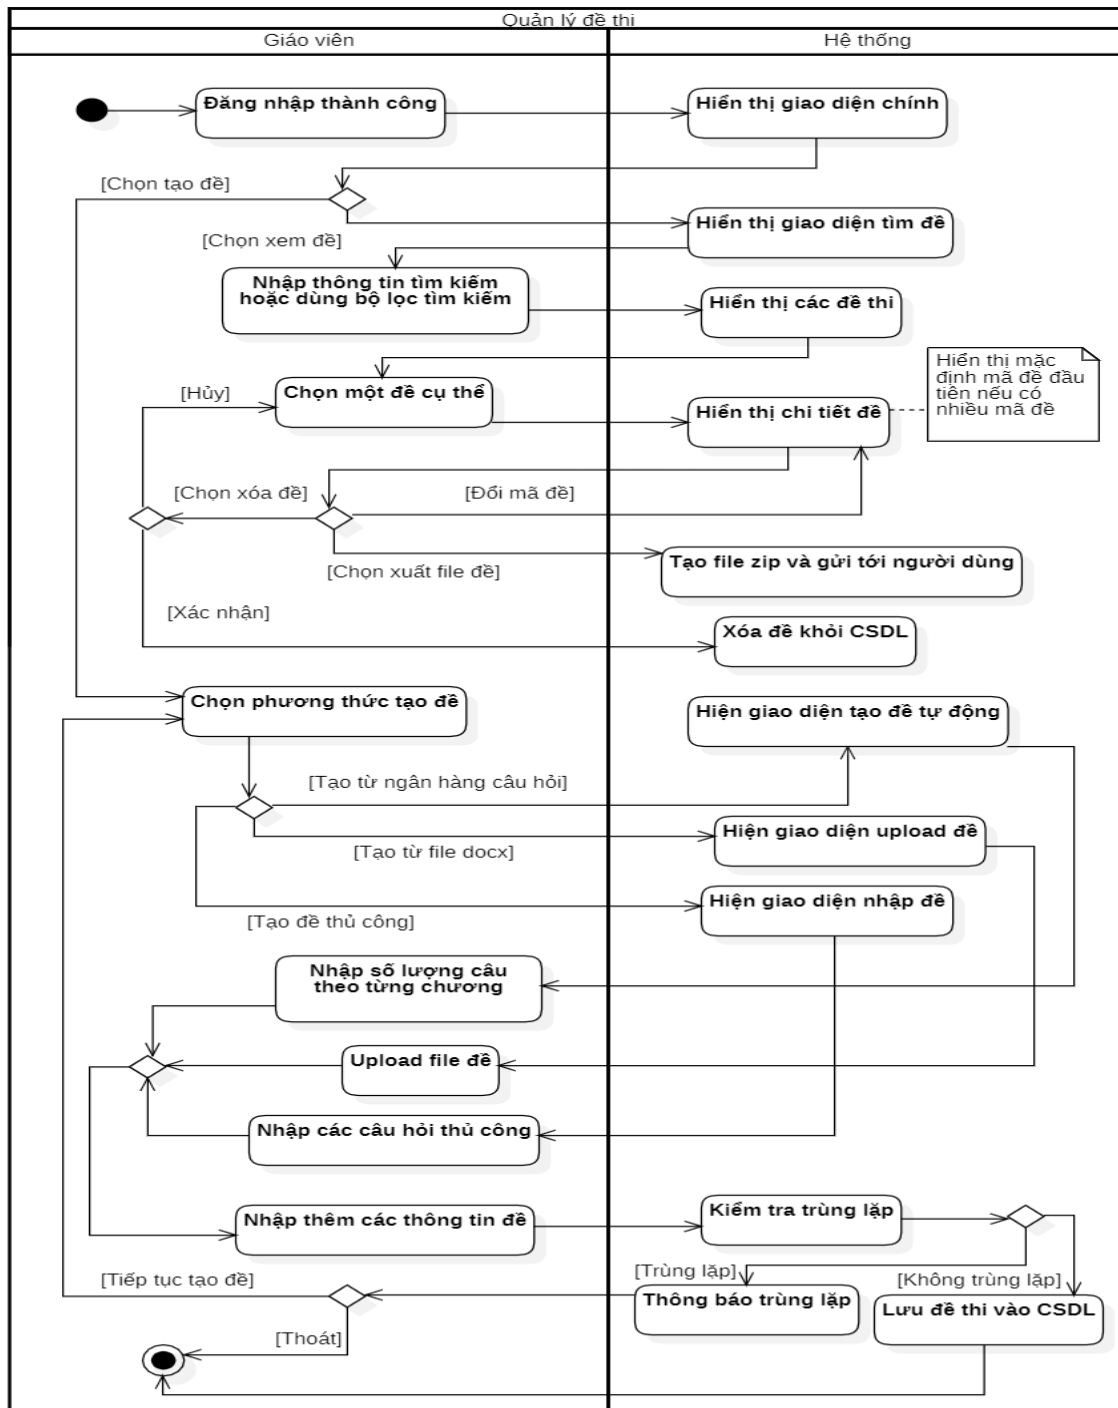 Quản lý đề thi
Giáo viên
Hệ thống
Đăng nhập thành công
Hiển thị giao diện chính
[Chọn tạo đề]
[Chọn xem đề]
Hiển thị giao diện tìm đề
Nhập thông tin tìm kiếm
hoặc dùng bộ lọc tìm kiếm
Hiển thị các đề thi
[Hủy]
Chọn một đề cụ thể
Hiển thị chi tiết đề
Hiển thị mặc
định mã đề đầu
tiên nếu có
nhiều mã đề
[Chọn xóa đề]
[Đổi mã đề]
[Chọn xuất file đề]
Tạo file zip và gửi tới người dùng
[Xác nhận]
Xóa đề khỏi CSDL
Chọn phương thức tạo đề
Hiện giao diện tạo đề tự động
[Tạo từ ngân hàng câu hỏi]
Hiện giao diện upload đề
[Tạo từ file docx]
Hiện giao diện nhập đề
[Tạo đề thủ công]
Nhập số lượng câu
theo từng chương
Upload file đề
Nhập các câu hỏi thủ công
Nhập thêm các thông tin đề
Kiểm tra trùng lặp
[Tiếp tục tạo đề]
[Trùng lặp]
[Không trùng lặp]
Thông báo trùng lặp
Lưu đề thi vào CSDL
[Thoát]